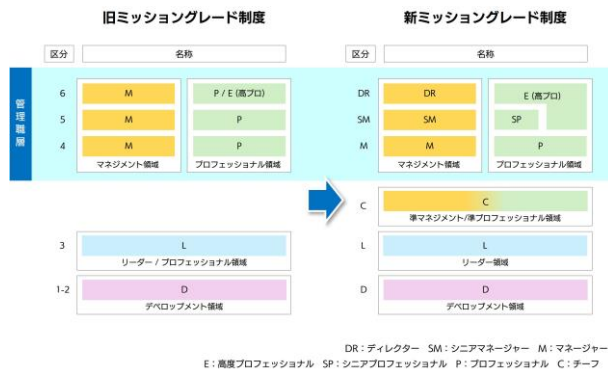 旧ミッショングレード制度
新ミッショングレード制度
区分
名称
区分
名称
管理職層
6
M
P / E (高プロ)
5
M
P
4
M
P
マネジメント領域
プロフェッショナル領域
DR
DR
E (高プロ)
SM
SM
SP
M
M
P
マネジメント領域
プロフェッショナル領域
C
C
準マネジメント/準プロフェッショナル領域
3
L
リーダー / プロフェッショナル領域
L
L
リーダー領域
1-2
D
デベロップメント領域
D
D
デベロップメント領域
DR：ディレクター SM：シニアマネージャー M：マネージャー
E：高度プロフェッショナル SP：シニアプロフェッショナル P：プロフェッショナル C：チーフ